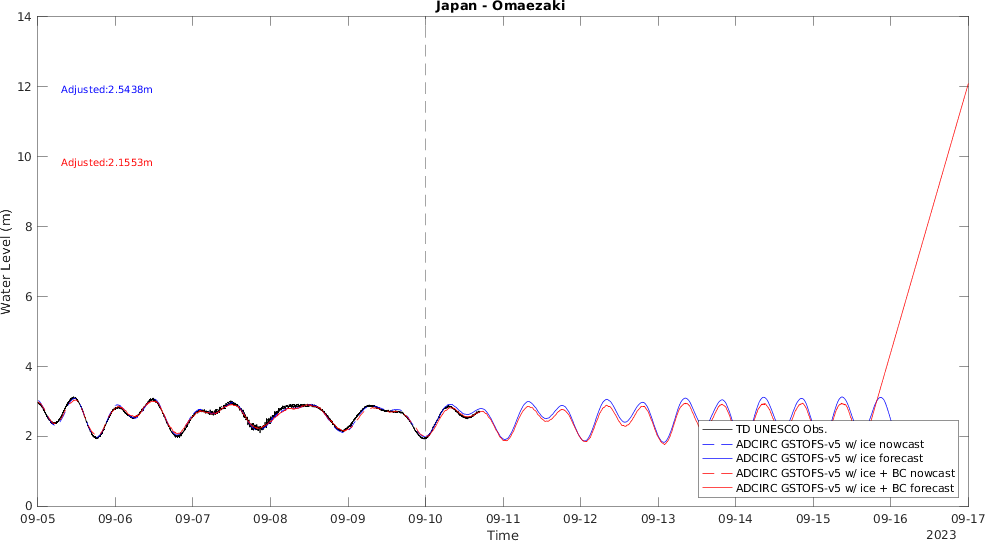 Japan - Omaezaki
14
12
10
8
6
4
2
0
Water Level (m)
Adjusted:2.5438m
Adjusted:2.1553m
TD UNESCO Obs.
ADCIRC GSTOFS-v5 w/ ice nowcast
ADCIRC GSTOFS-v5 w/ ice forecast
ADCIRC GSTOFS-v5 w/ ice + BC nowcast
ADCIRC GSTOFS-v5 w/ ice + BC forecast
09-05 09-06 09-07 09-08 09-09 09-10 09-11 09-12 09-13 09-14 09-15 09-16 09-17
Time
2023